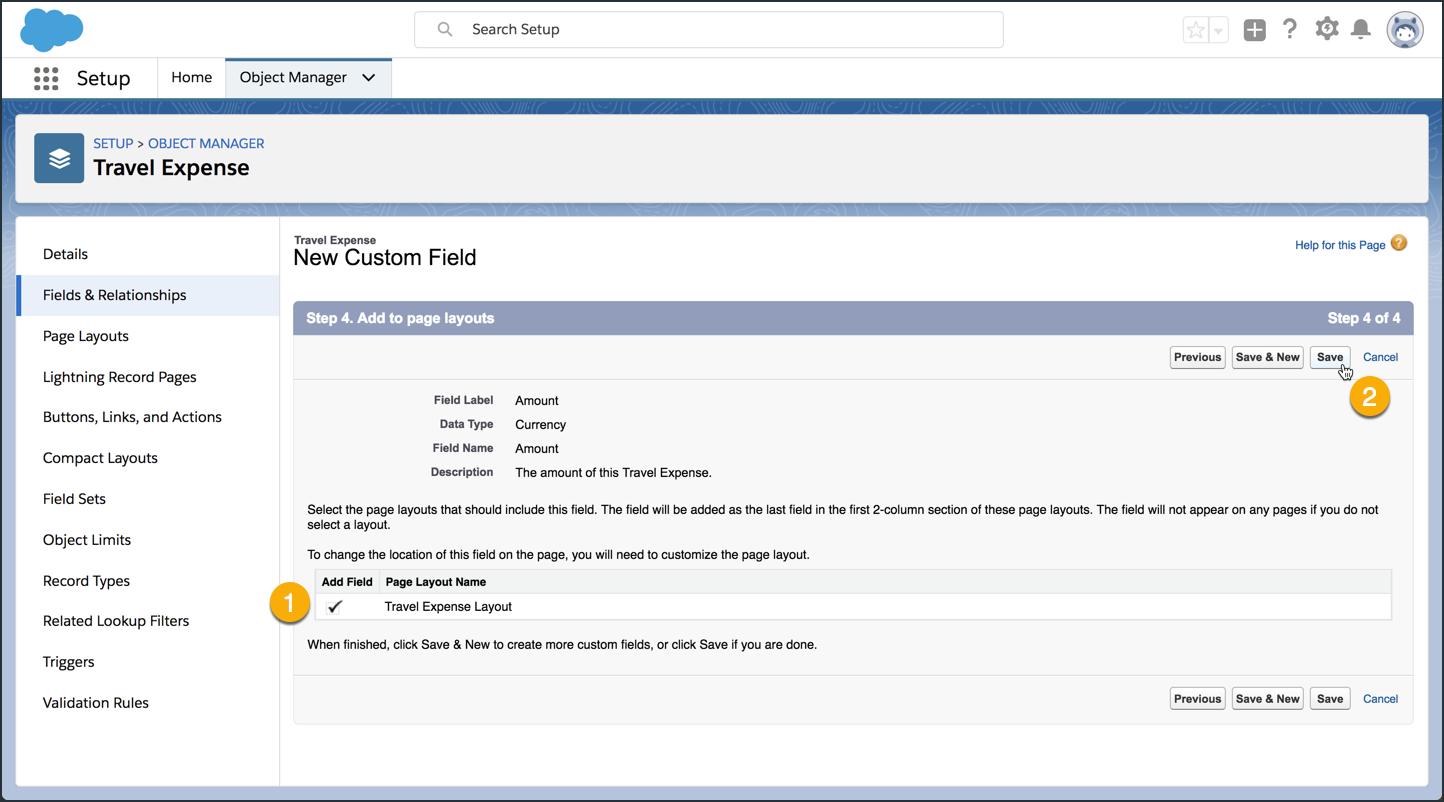 Search Setup
Setup
Home
Object Manager
SETUP > OBJECT MANAGER
Travel Expense
Details
Fields & Relationships
Page Layouts
Lightning Record Pages
Buttons, Links, and Actions
Compact Layouts
Field Sets
Object Limits
Record Types
Related Lookup Filters
Triggers
Validation Rules
Travel Expense
New Custom Field
Help for this Page ?
Step 4. Add to page layouts
Step 4 of 4
Previous Save & New Save Cancel
2
Field Label Amount
Data Type Currency
Field Name Amount
Description The amount of this Travel Expense.
Select the page layouts that should include this field. The field will be added as the last field in the first 2-column section of these page layouts. The field will not appear on any pages if you do not
select a layout.
To change the location of this field on the page, you will need to customize the page layout.
Add Field Page Layout Name
1
Travel Expense Layout
When finished, click Save & New to create more custom fields, or click Save if you are done.
Previous Save & New Save Cancel